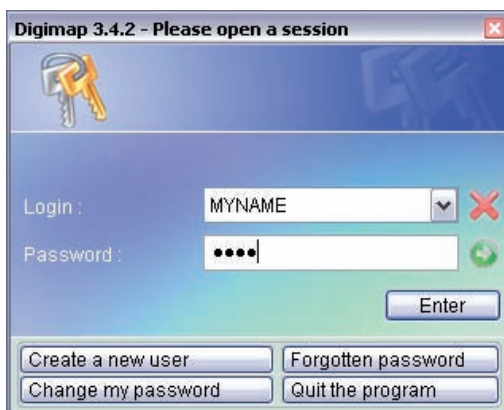 Digimap 3.4.2 - Please open a session
Login : MYNAME
Password : ••••
Enter
Create a new user Forgotten password
Change my password Quit the program